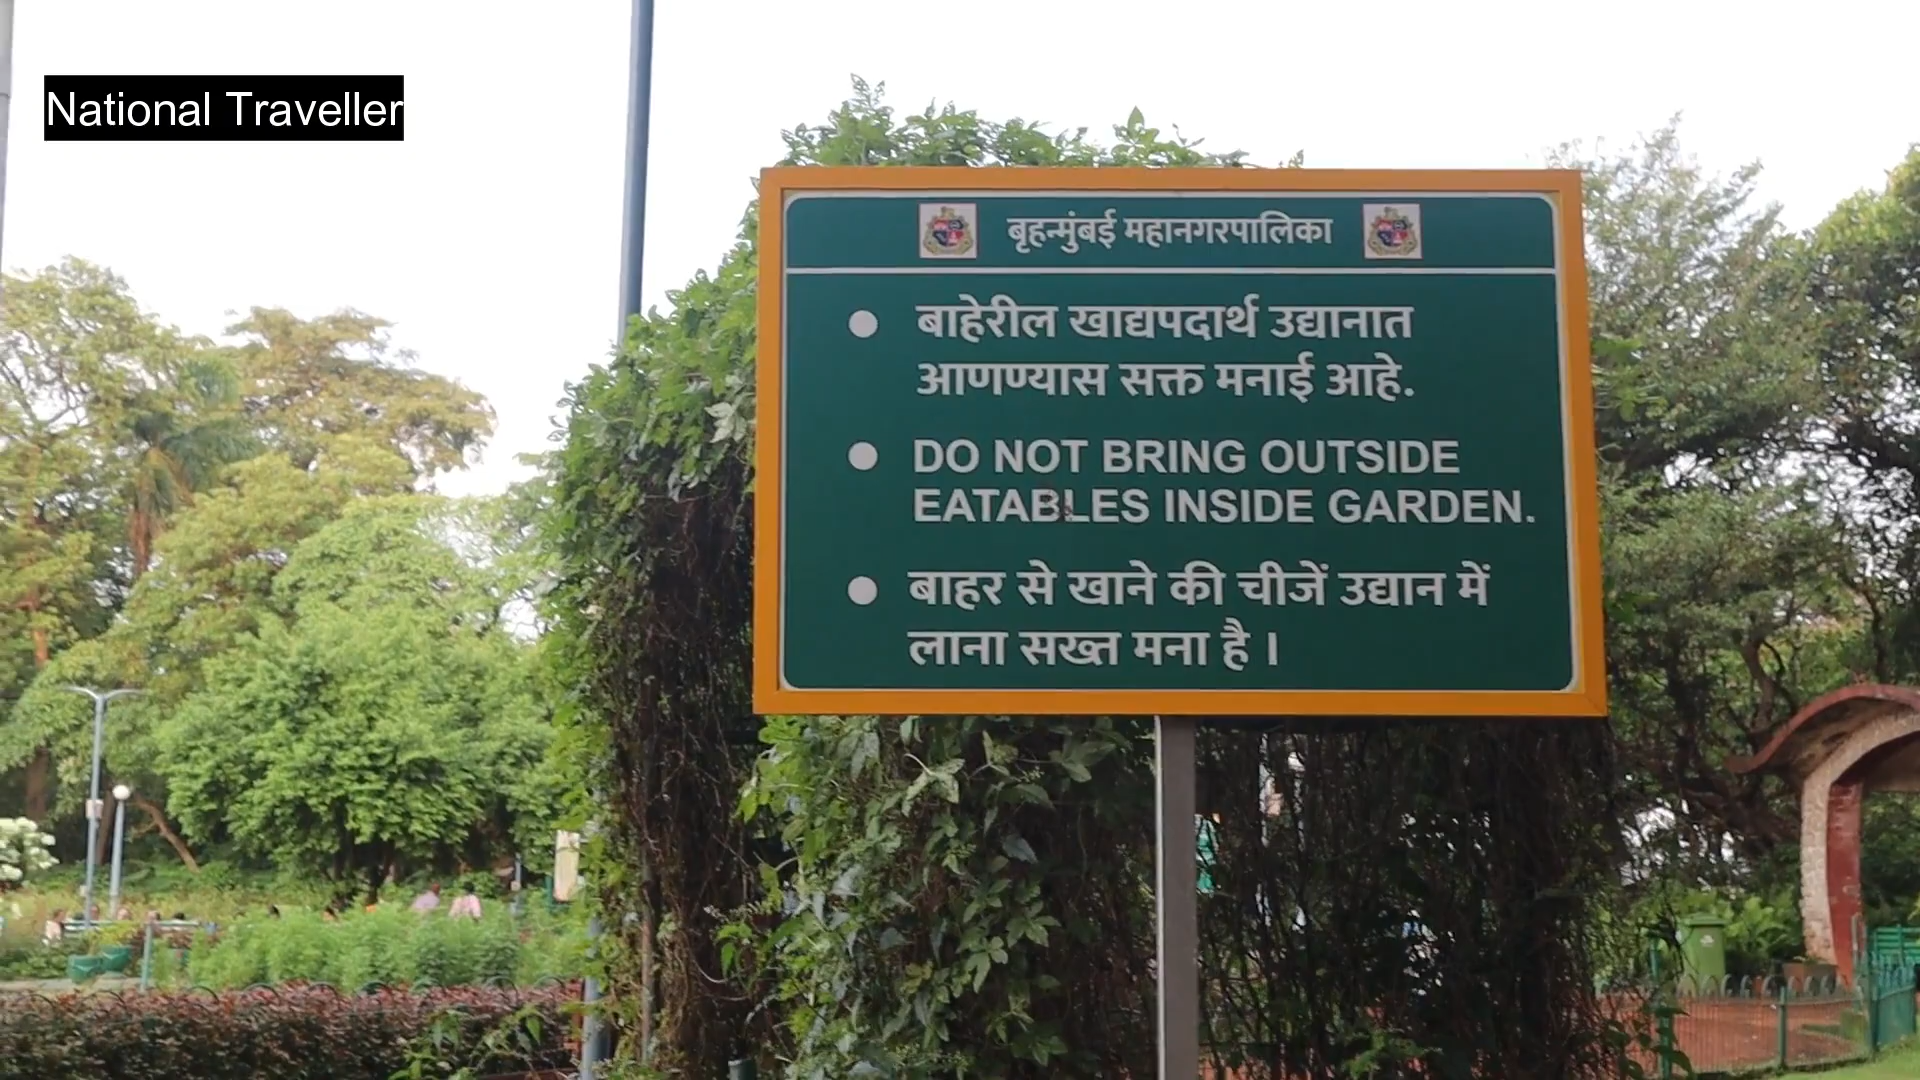 National Traveller
बृहन्मुंबई महानगरपालिका
बाहेरील खाद्यपदार्थ उद्यानात
आणण्यास सक्त मनाई आहे.
DO NOT BRING OUTSIDE
EATABLES INSIDE GARDEN.
बाहर से खाने की चीजें उद्यान में
लाना सख्त मना है ।